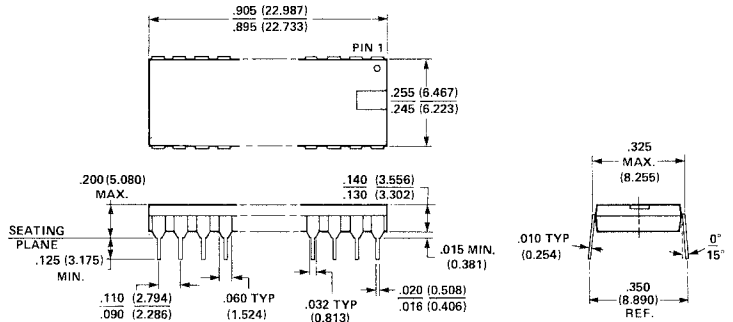 .905 (22.987)
.895 (22.733)
PIN 1
.255 (6.467)
.245 (6.223)
.200 (5.080)
MAX.
.140 (3.556)
.130 (3.302)
.325
MAX.
(8.255)
SEATING
PLANE
.125 (3.175)
MIN.
.015 MIN.
(0.381)
.010 TYP
(0.254)
0°
15°
.110 (2.794)
.090 (2.286)
.060 TYP
(1.524)
.032 TYP
(0.813)
.020 (0.508)
.016 (0.406)
.350
(8.890)
REF.